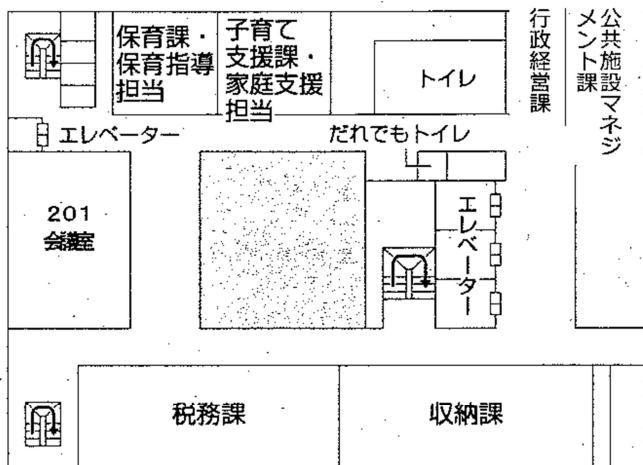 保育課・
保育指導
担当
子育て
支援課・
家庭支援
担当
トイレ
公共施設マネジ
メント課
行政経営課
エレベーター
だれでもトイレ
201
会議室
エレベーター
税務課
収納課